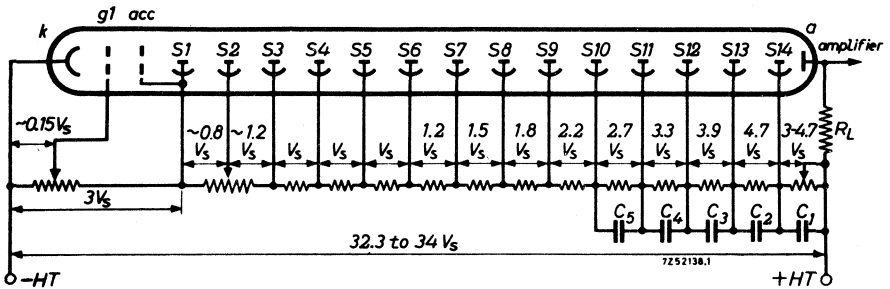 g1 acc
k S1 S2 S3 S4 S5 S6 S7 S8 S9 S10 S11 S12 S13 S14 a amplifier
~0.15Vs ~0.8 ~1.2 1.2 1.5 1.8 2.2 2.7 3.3 3.9 4.7 3-4.7 RL
Vs Vs Vs Vs Vs Vs Vs Vs Vs Vs Vs Vs Vs Vs
3Vs C5 C4 C3 C2 C1
32.3 to 34 Vs
7Z52138.1
-HT +HT